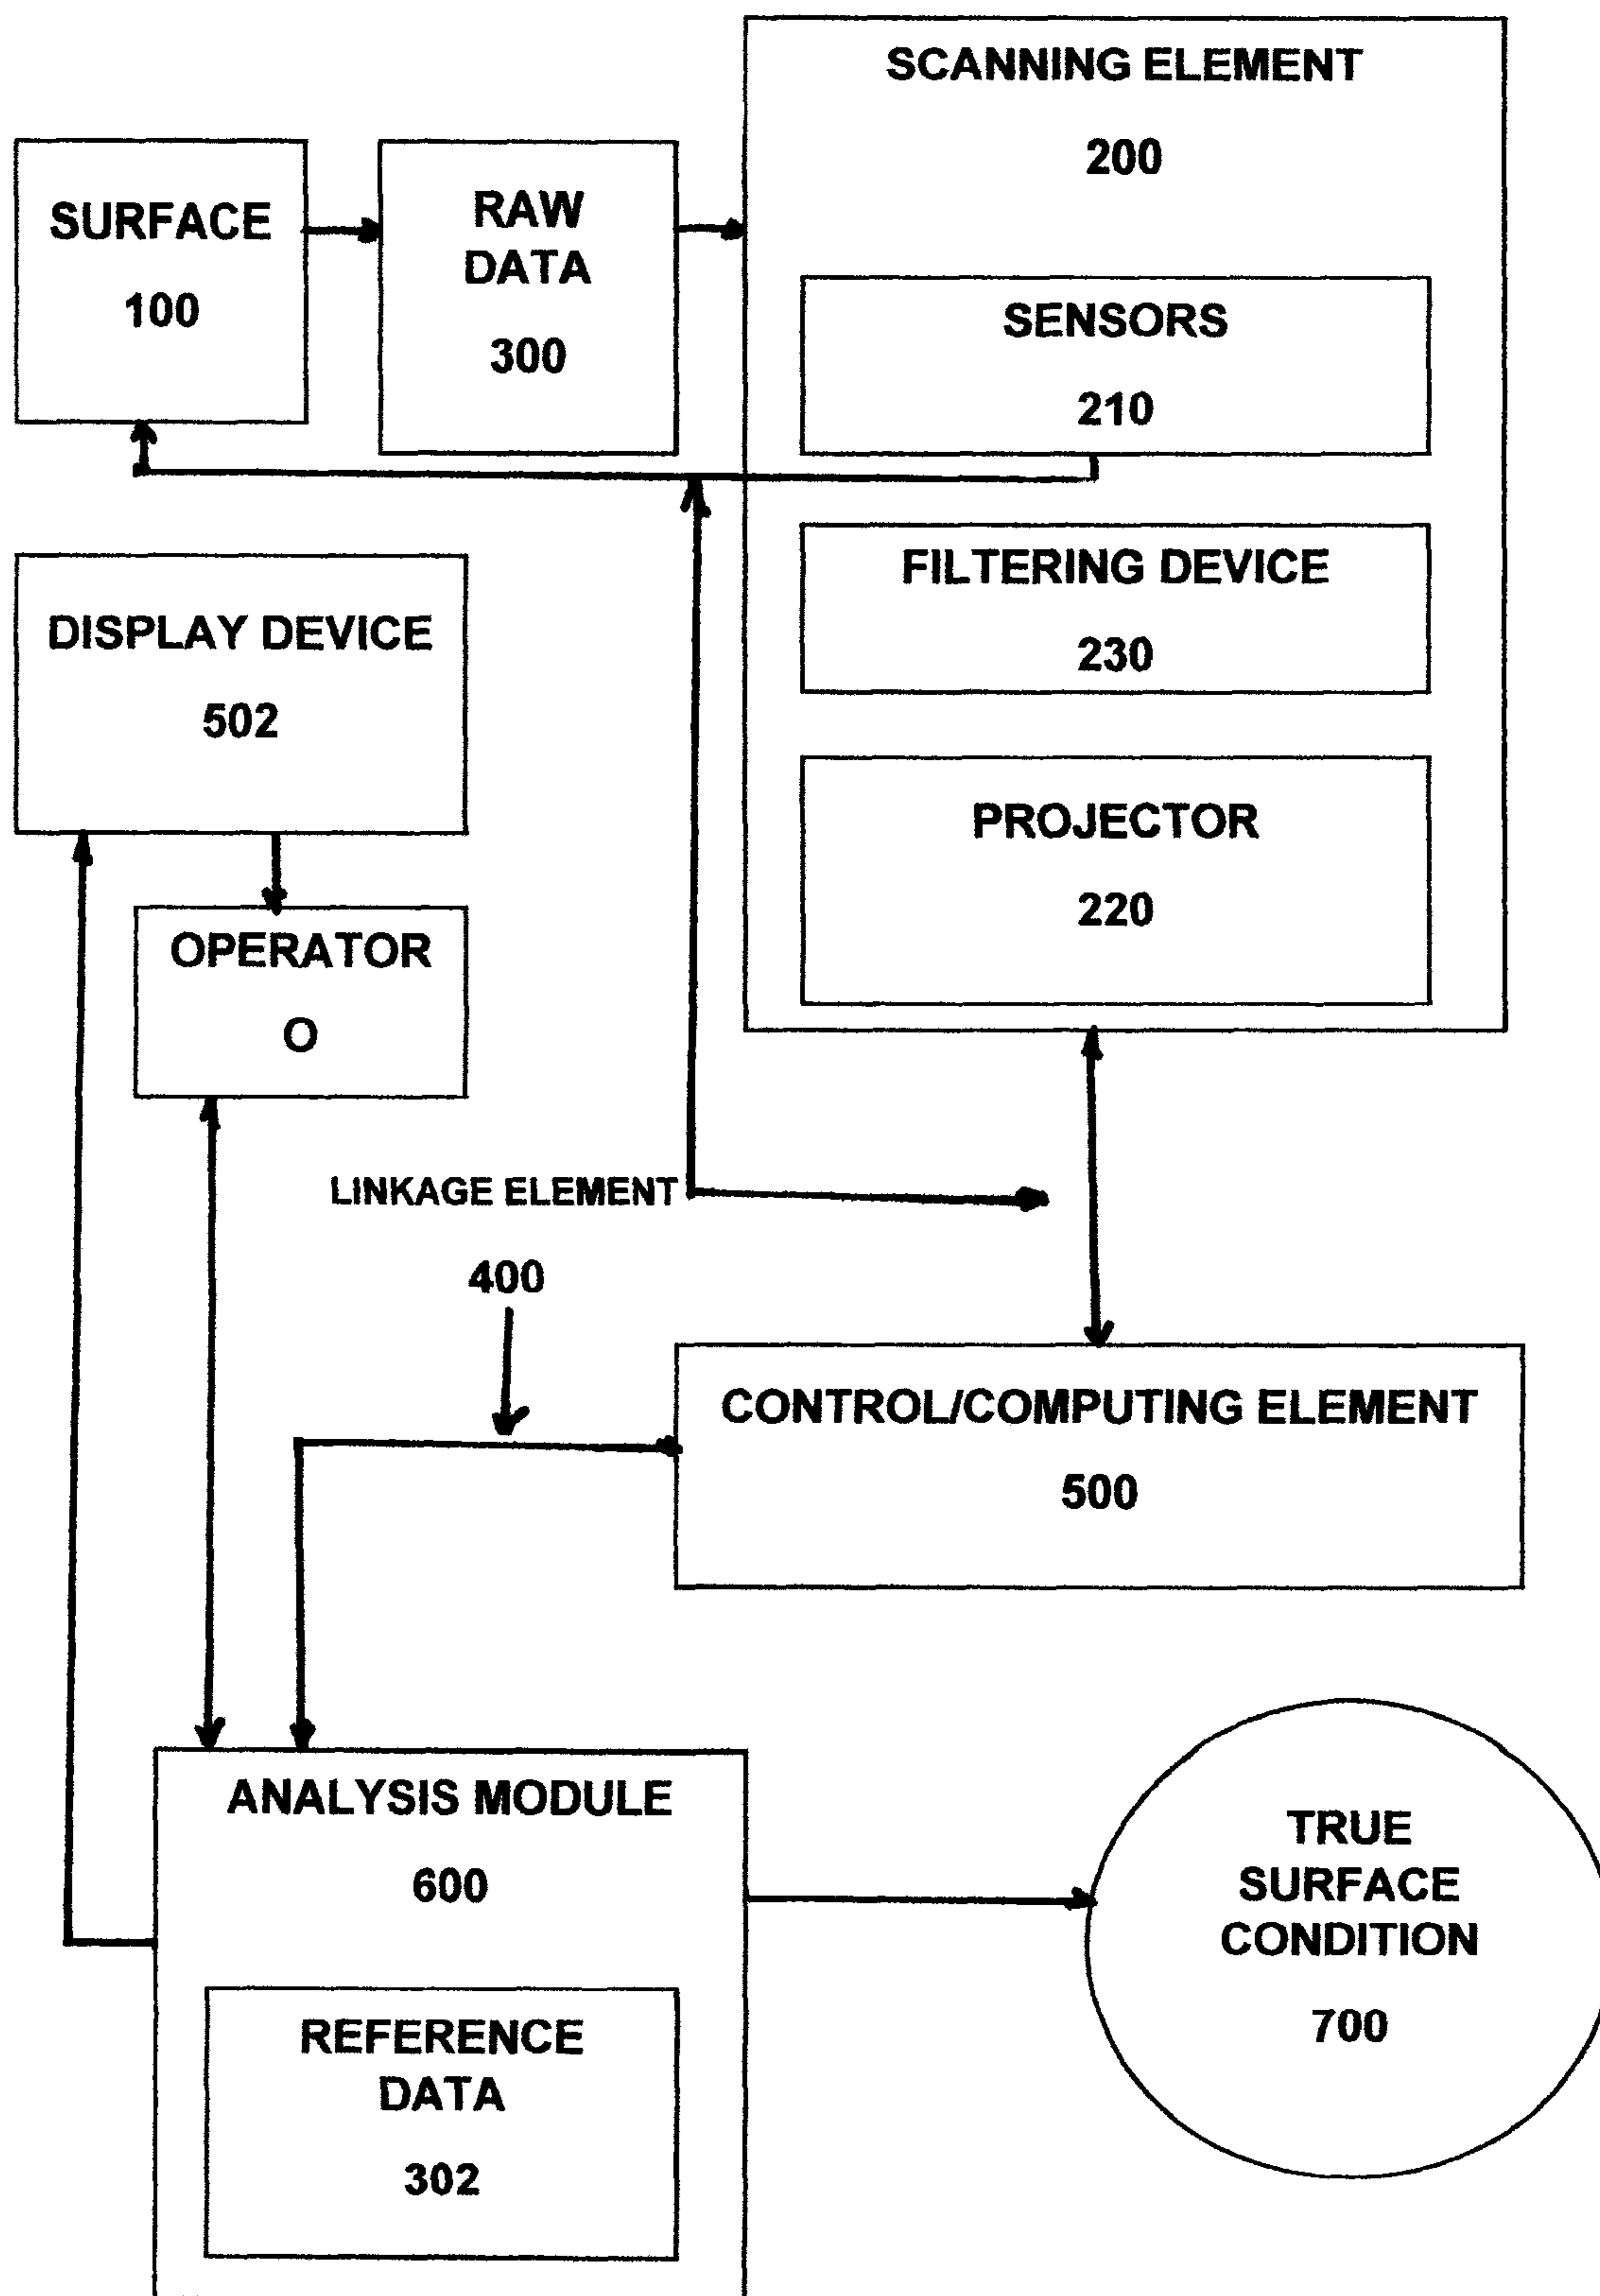 SCANNING ELEMENT
200
SURFACE
100
RAW
DATA
300
SENSORS
210
FILTERING DEVICE
230
DISPLAY DEVICE
502
PROJECTOR
220
OPERATOR
O
LINKAGE ELEMENT
400
CONTROL/COMPUTING ELEMENT
500
ANALYSIS MODULE
600
TRUE
SURFACE
CONDITION
700
REFERENCE
DATA
302